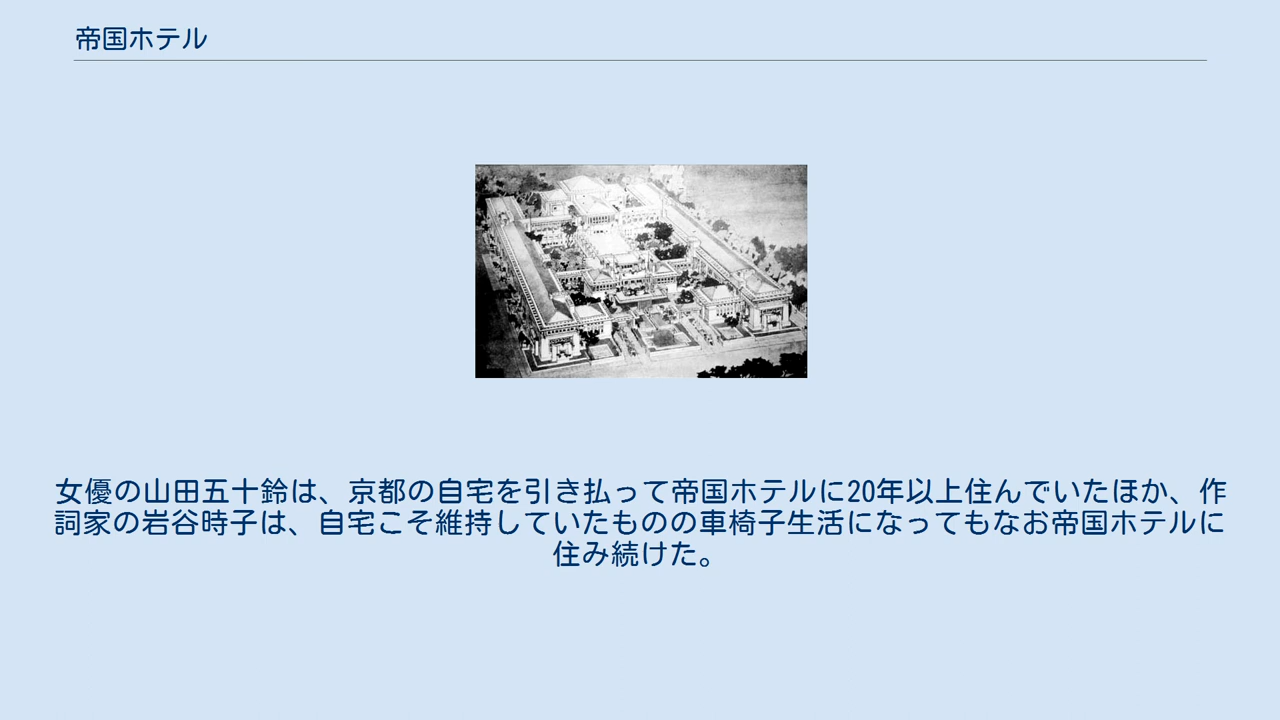 帝国ホテル
女優の山田五十鈴は、京都の自宅を引き払って帝国ホテルに20年以上住んでいたほか、作
詞家の岩谷時子は、自宅こそ維持していたものの車椅子生活になってもなお帝国ホテルに
住み続けた。